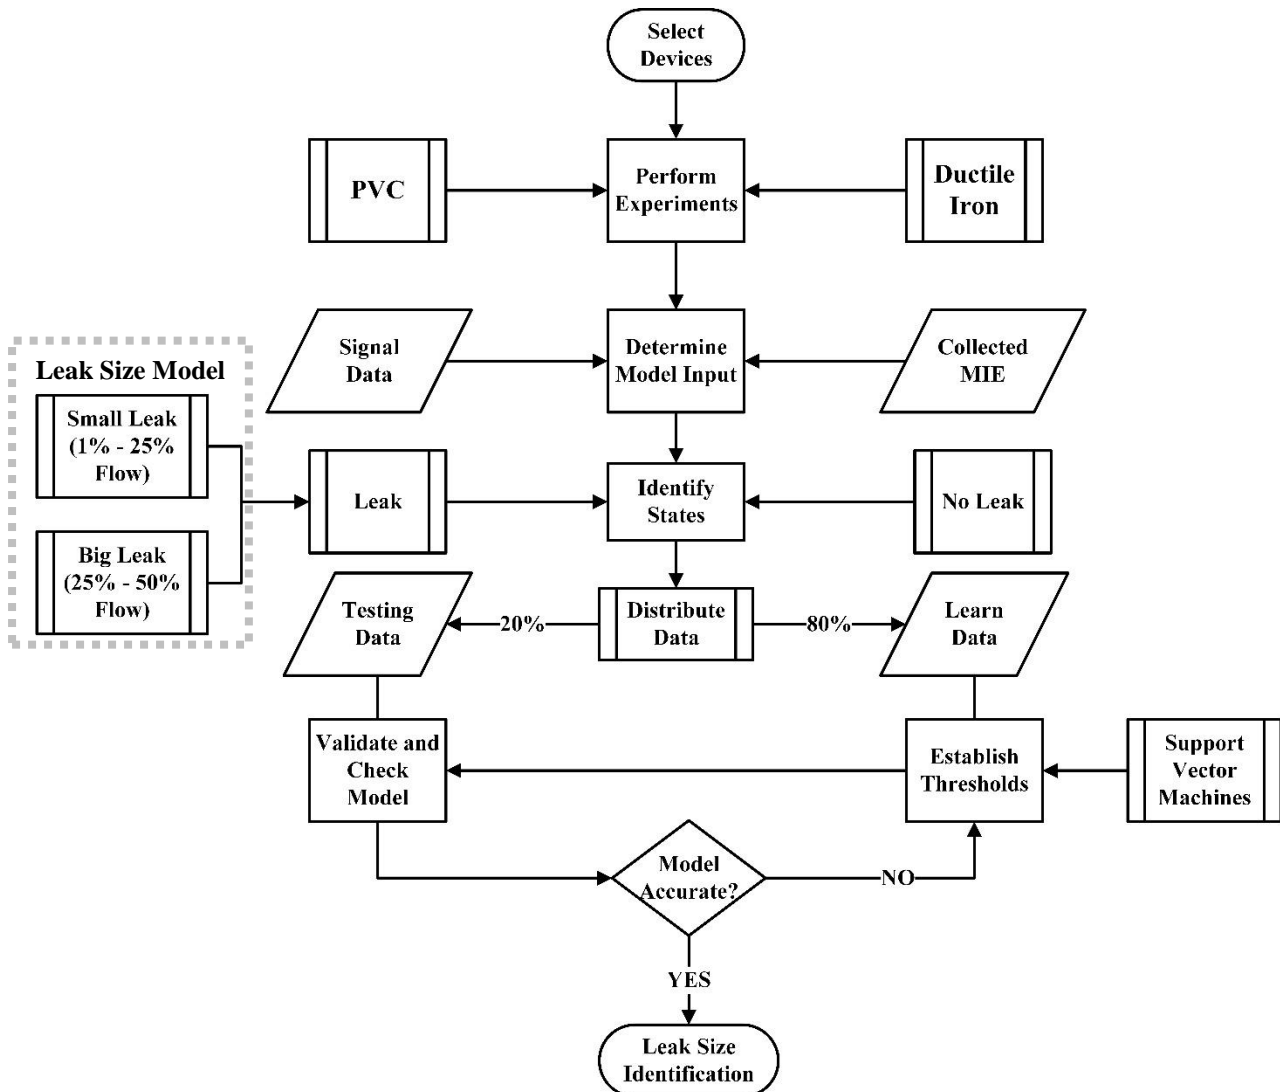 Select
Devices
PVC
Perform
Experiments
Ductile
Iron
Signal
Data
Determine
Model Input
Collected
MIE
Leak Size Model
Small Leak
(1% - 25%
Flow)
Big Leak
(25% - 50%
Flow)
Leak
Identify
States
No Leak
Testing
Data
20%
Distribute
Data
80%
Learn
Data
Validate and
Check
Model
Establish
Thresholds
Support
Vector
Machines
Model
Accurate?
NO
YES
Leak Size
Identification